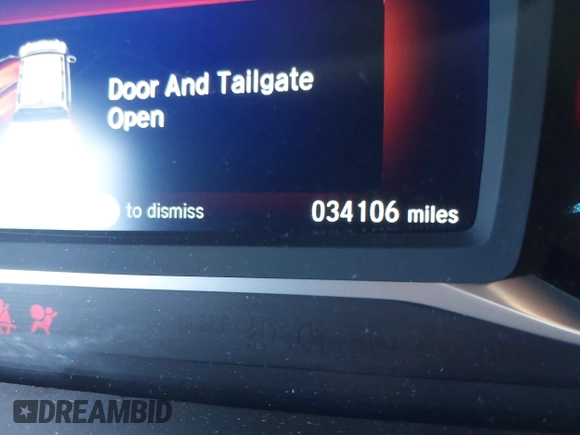 Door And Tailgate
Open
to dismiss
034106 miles
DREAMBID